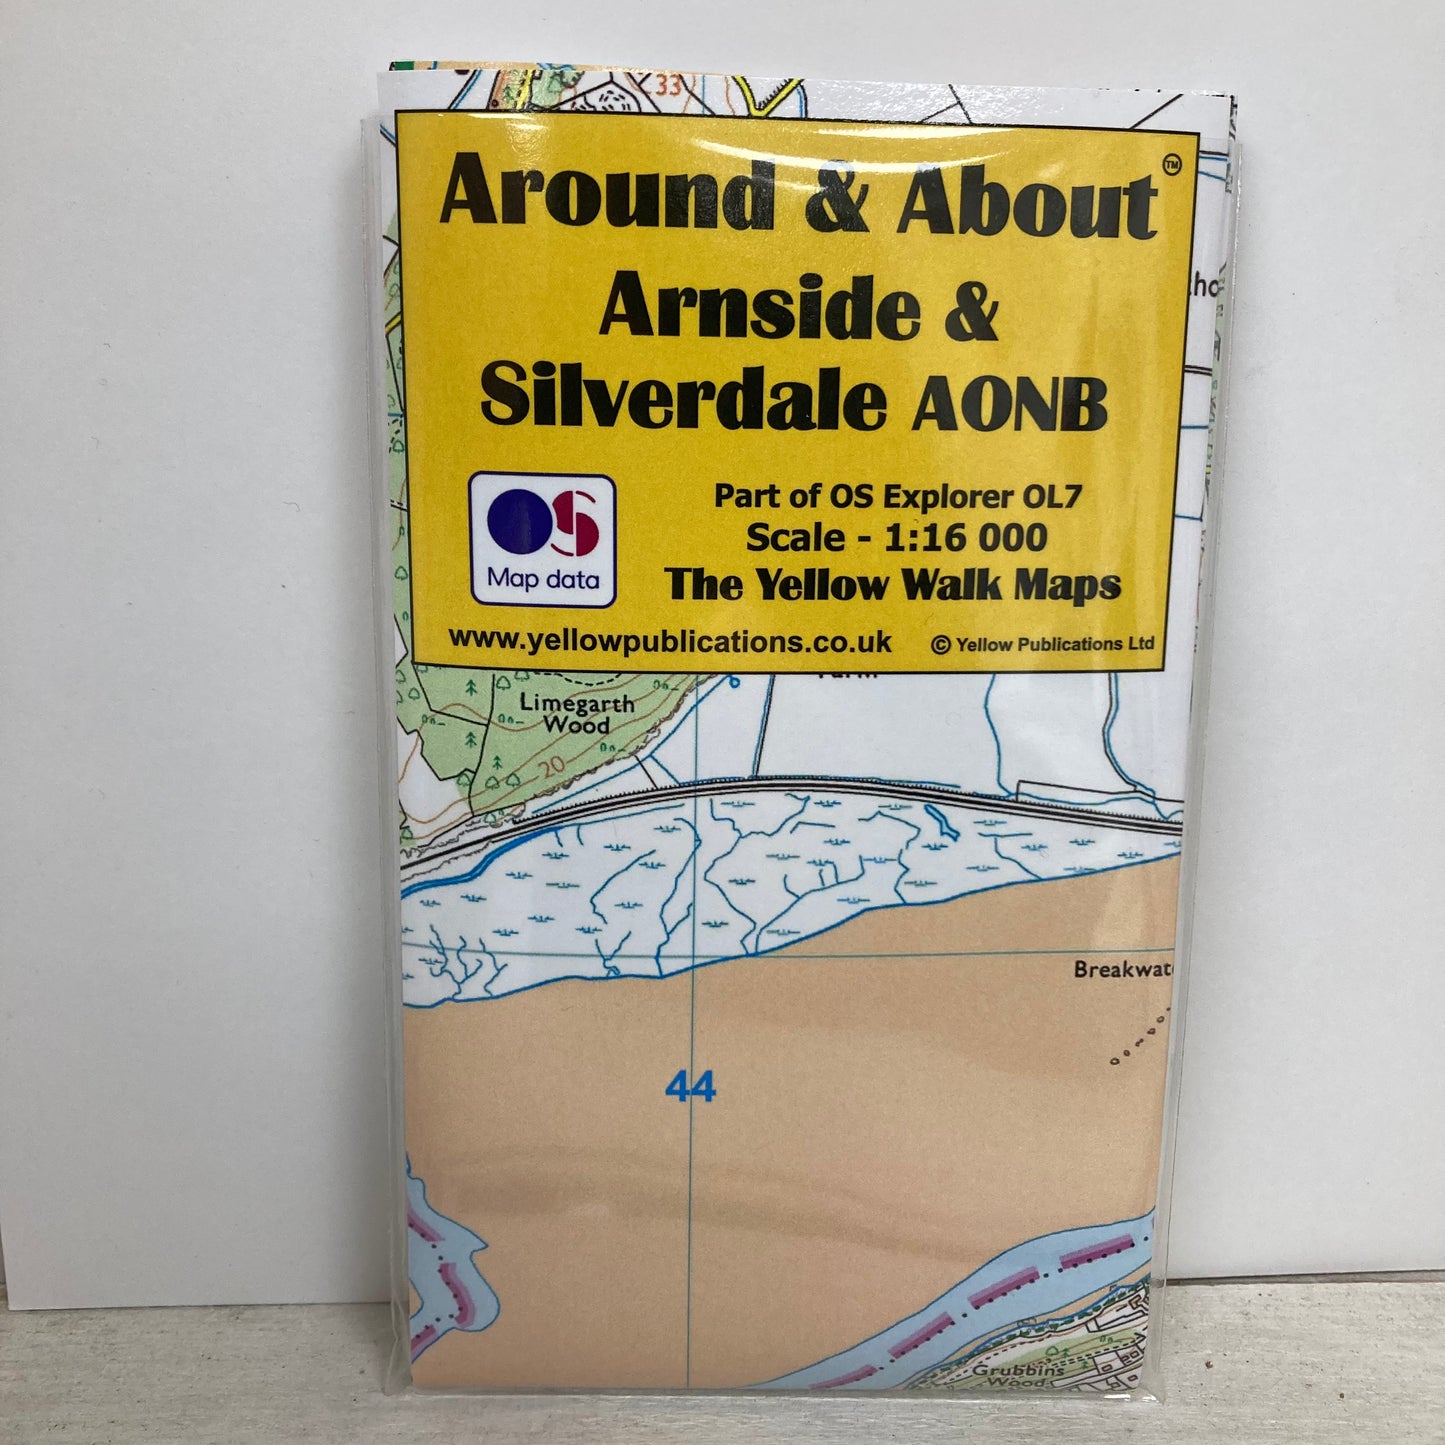 33
Around & About™
Arnside &
Silverdale AONB
OS
Map data
Part of OS Explorer OL7
Scale - 1:16 000
The Yellow Walk Maps
www.yellowpublications.co.uk © Yellow Publications Ltd
Limegarth
Wood
20
44
Grubbins
Wood